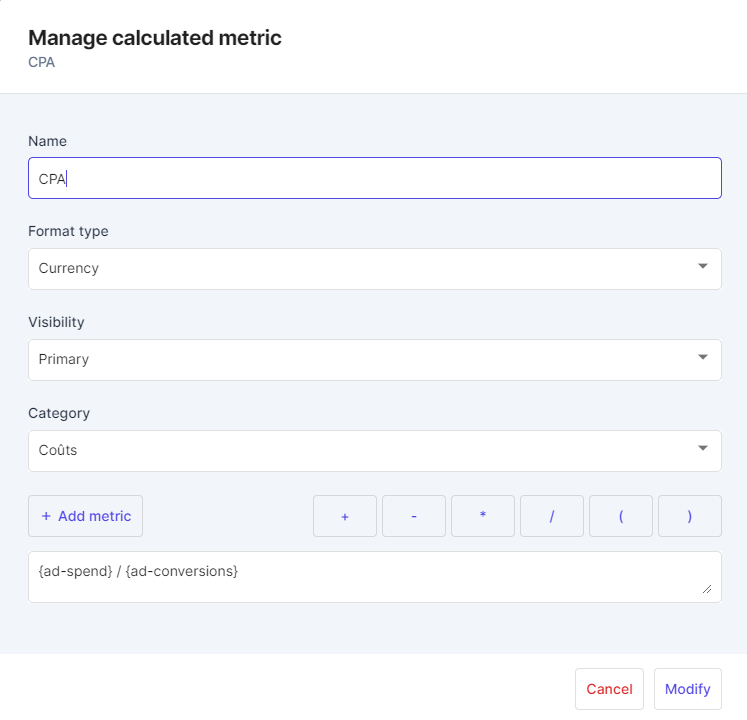 Manage calculated metric
CPA
Name
CPA
Format type
Currency
Visibility
Primary
Category
Coûts
+ Add metric + - * / ( )
{ad-spend} / {ad-conversions}
Cancel Modify